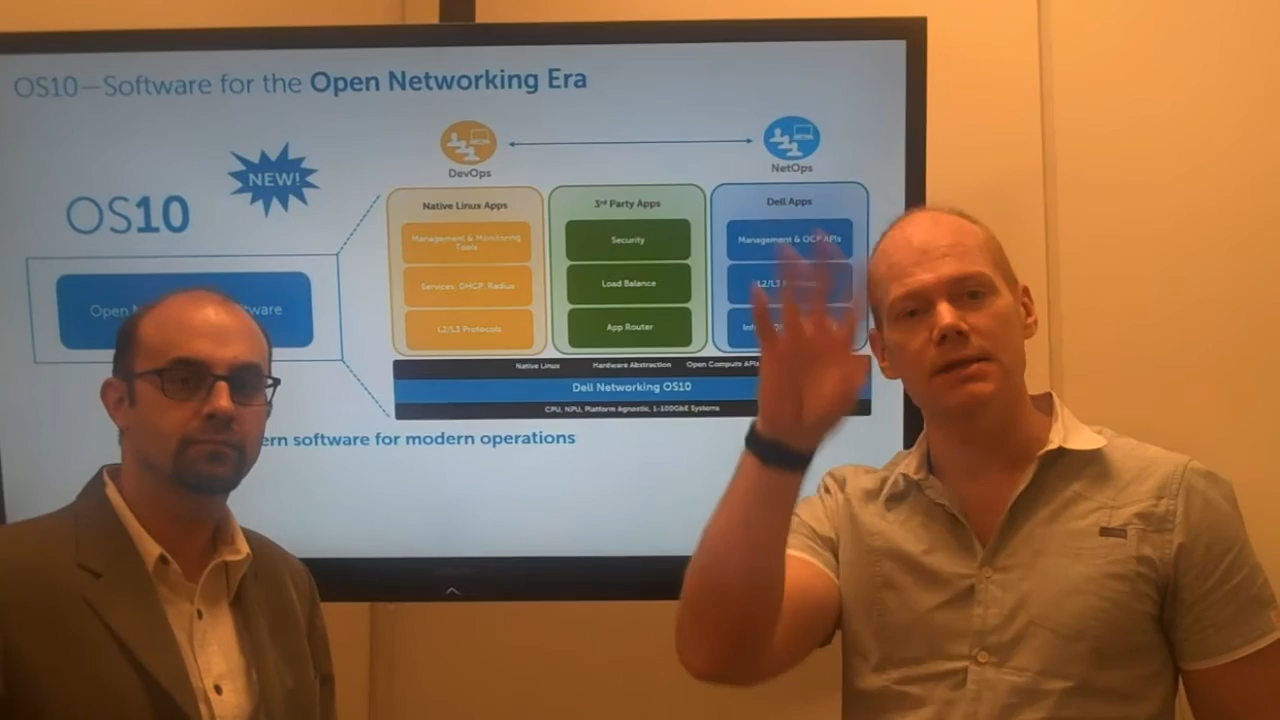 OS10—Software for the Open Networking Era
NEW!
OS10
Open
DevOps
NetOps
Native Linux Apps
Management & Monitoring
Tools
Services: DHCP, Radius
L2/L3 Protocols
3rd Party Apps
Security
Load Balance
App Router
Dell Apps
Management & OCP APIs
L2/L3
Native Linux
Hardware Abstraction
Open Compute APIs
Dell Networking OS10
CPU, NPU, Platform Agnostic, 1-100GbE Systems
software for modern operations